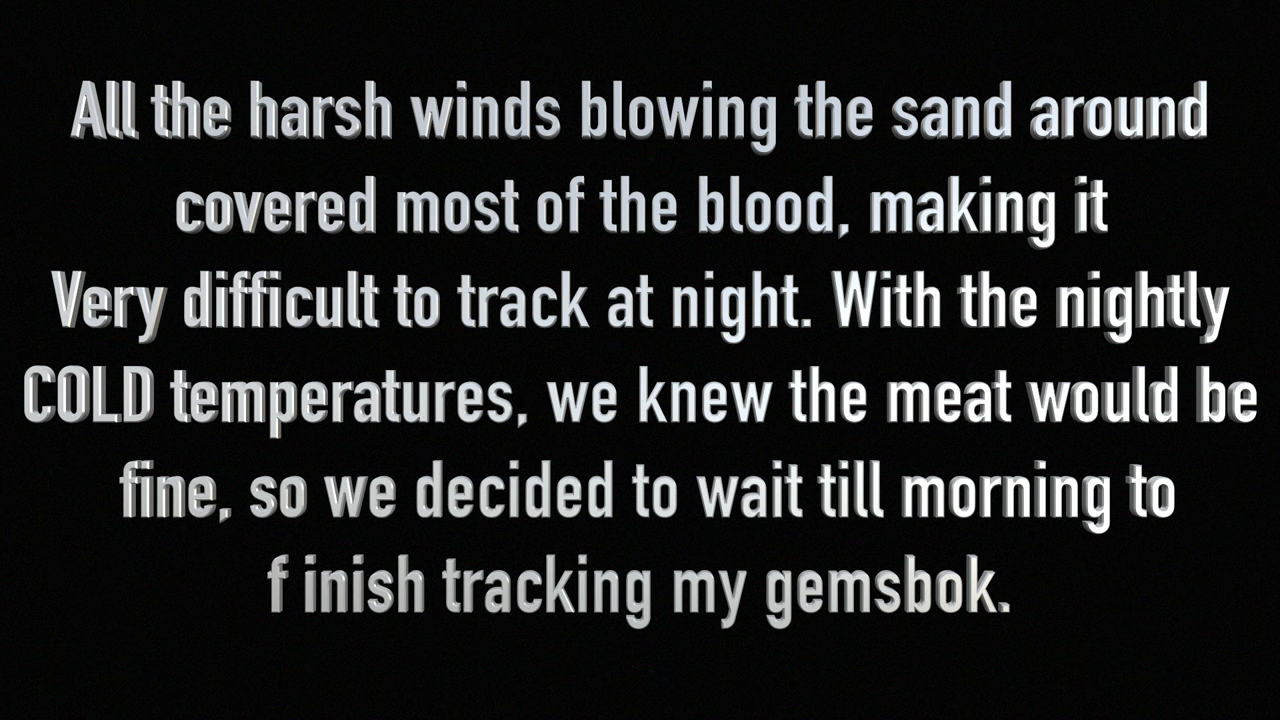 All the harsh winds blowing the sand around
covered most of the blood, making it
Very difficult to track at night. With the nightly
COLD temperatures, we knew the meat would be
fine, so we decided to wait till morning to
f inish tracking my gemsbok.